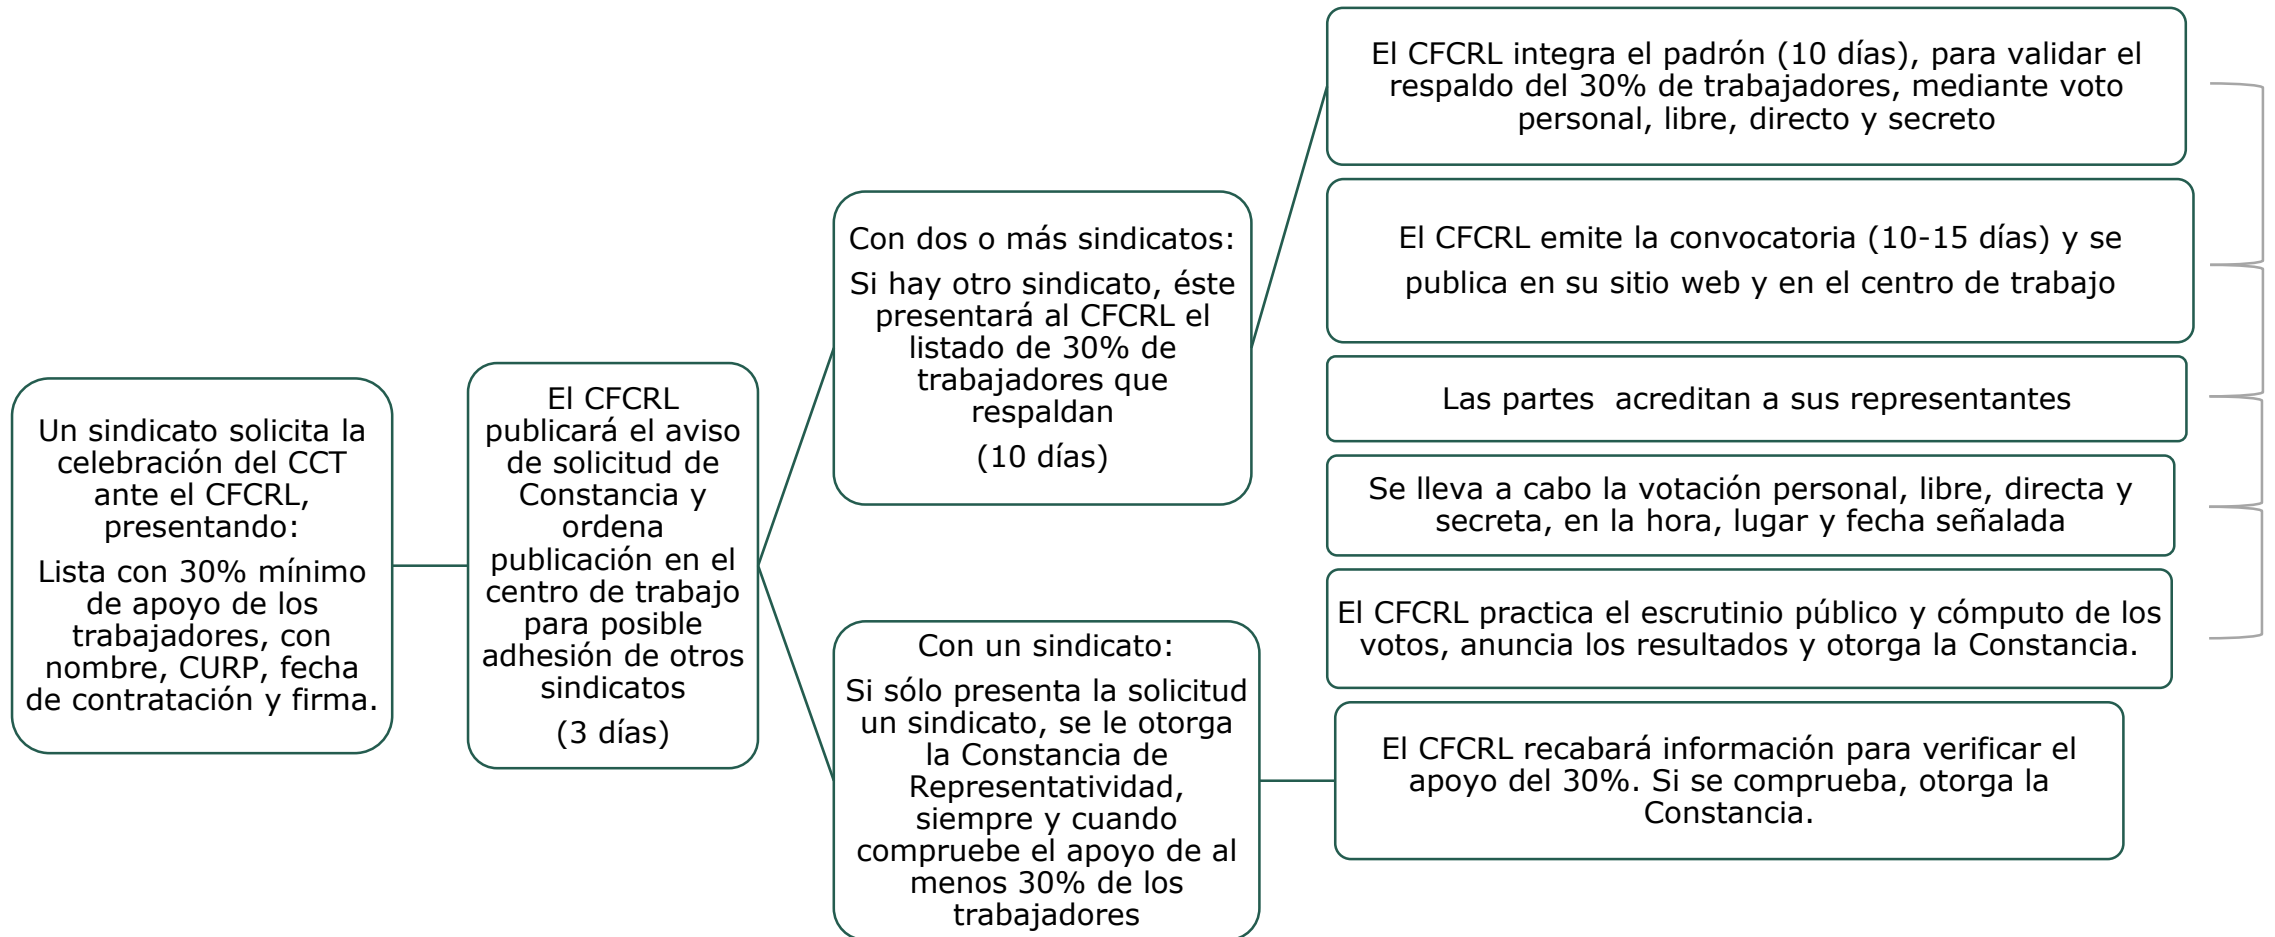 Un sindicato solicita la
celebración del CCT
ante el CFCRL,
presentando:
Lista con 30% mínimo
de apoyo de los
trabajadores, con
nombre, CURP, fecha
de contratación y firma.
El CFCRL
publicará el aviso
de solicitud de
Constancia y
ordena
publicación en el
centro de trabajo
para posible
adhesión de otros
sindicatos
(3 días)
Con dos o más sindicatos:
Si hay otro sindicato, éste
presentará al CFCRL el
listado de 30% de
trabajadores que
respaldan
(10 días)
El CFCRL integra el padrón (10 días), para validar el
respaldo del 30% de trabajadores, mediante voto
personal, libre, directo y secreto
El CFCRL emite la convocatoria (10-15 días) y se
publica en su sitio web y en el centro de trabajo
Las partes  acreditan a sus representantes
Se lleva a cabo la votación personal, libre, directa y
secreta, en la hora, lugar y fecha señalada
El CFCRL practica el escrutinio público y cómputo de los
votos, anuncia los resultados y otorga la Constancia.
Con un sindicato:
Si sólo presenta la solicitud
un sindicato, se le otorga
la Constancia de
Representatividad,
siempre y cuando
compruebe el apoyo de al
menos 30% de los
trabajadores
El CFCRL recabará información para verificar el
apoyo del 30%. Si se comprueba, otorga la
Constancia.